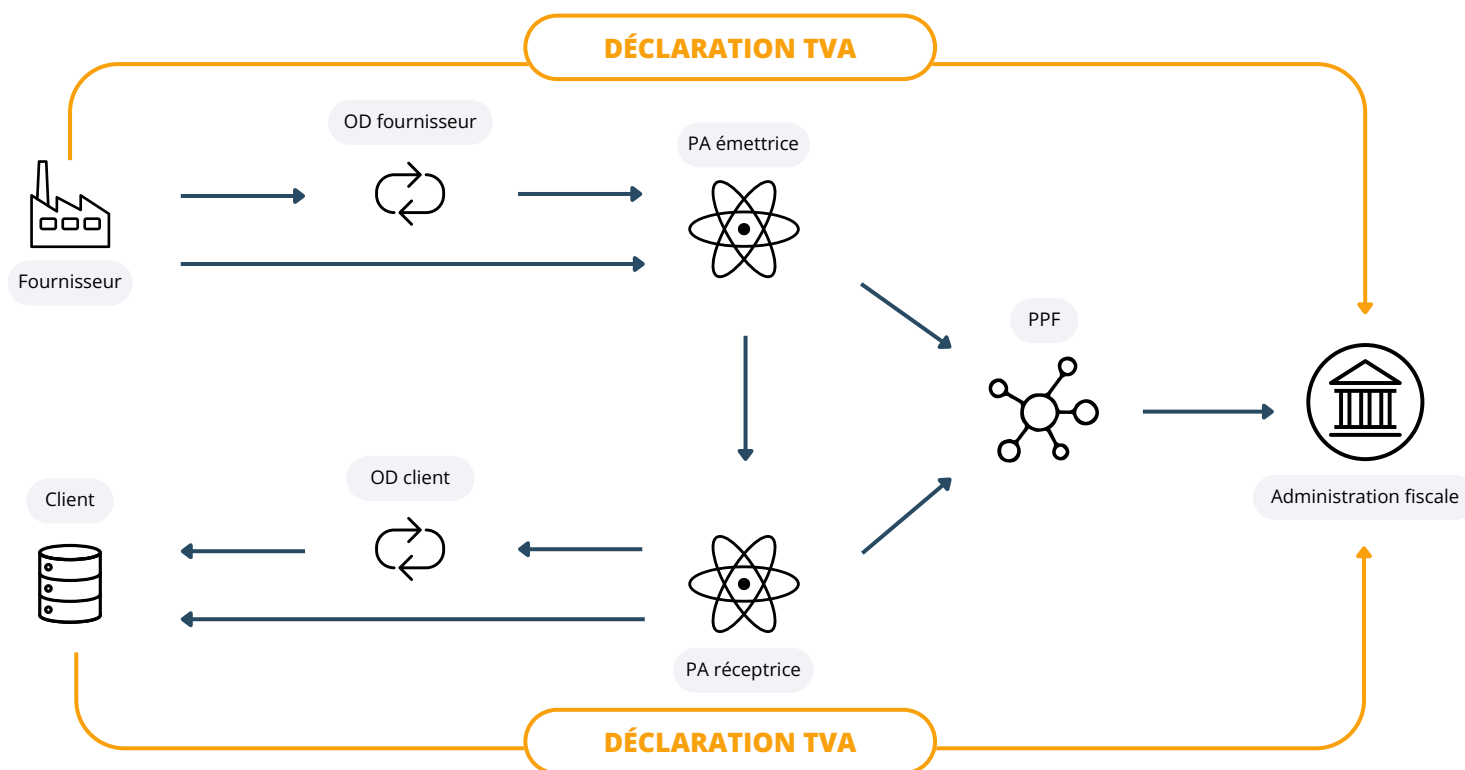 DÉCLARATION TVA
OD fournisseur
PA émettrice
Fournisseur
PPF
OD client
Client
Administration fiscale
PA réceptrice
DÉCLARATION TVA